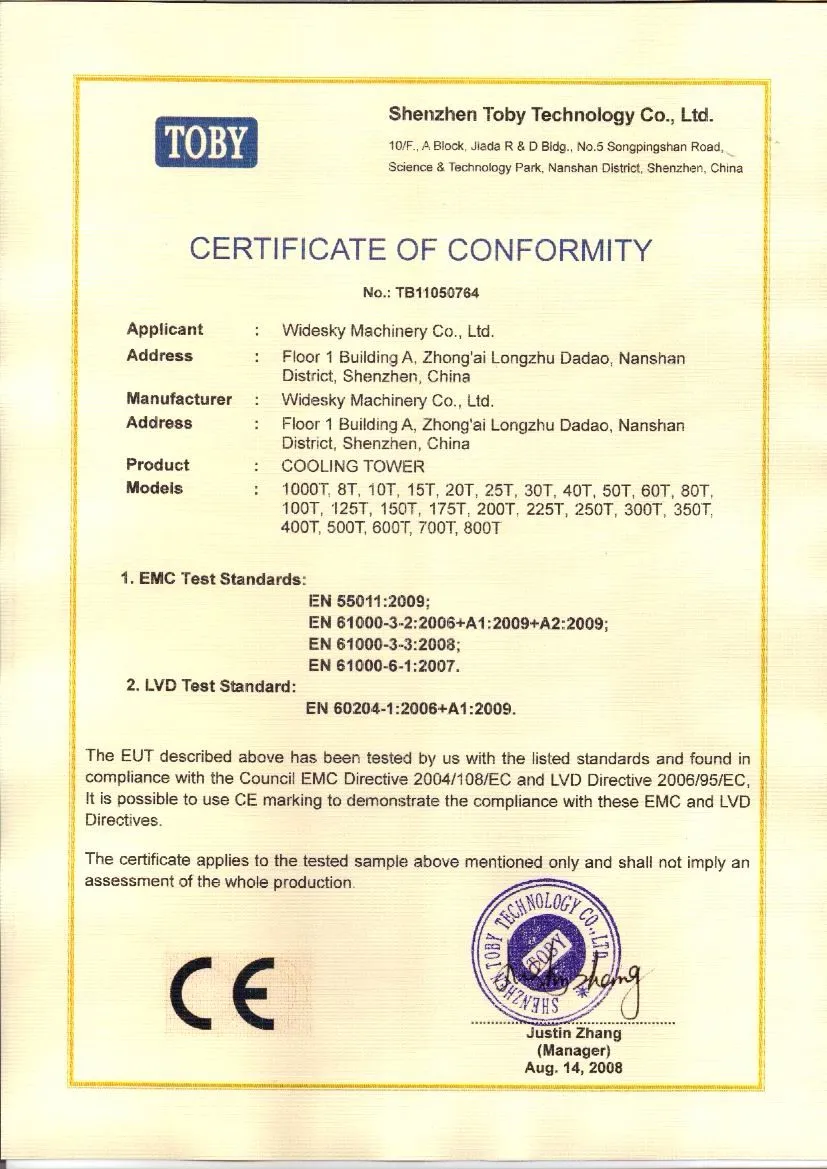 TOBY
Shenzhen Toby Technology Co., Ltd.
10/F., A Block, Jiada R & D Bldg., No.5 Songpingshan Road,
Science & Technology Park, Nanshan District, Shenzhen, China
CERTIFICATE OF CONFORMITY
No.: TB11050764
Applicant : Widesky Machinery Co., Ltd.
Address : Floor 1 Building A, Zhong'ai Longzhu Dadao, Nanshan
District, Shenzhen, China
Manufacturer : Widesky Machinery Co., Ltd.
Address : Floor 1 Building A, Zhong'ai Longzhu Dadao, Nanshan
District, Shenzhen, China
Product : COOLING TOWER
Models : 1000T, 8T, 10T, 15T, 20T, 25T, 30T, 40T, 50T, 60T, 80T,
100T, 125T, 150T, 175T, 200T, 225T, 250T, 300T, 350T,
400T, 500T, 600T, 700T, 800T
1. EMC Test Standards:
EN 55011:2009;
EN 61000-3-2:2006+A1:2009+A2:2009;
EN 61000-3-3:2008;
EN 61000-6-1:2007.
2. LVD Test Standard:
EN 60204-1:2006+A1:2009.
The EUT described above has been tested by us with the listed standards and found in
compliance with the Council EMC Directive 2004/108/EC and LVD Directive 2006/95/EC,
It is possible to use CE marking to demonstrate the compliance with these EMC and LVD
Directives.
The certificate applies to the tested sample above mentioned only and shall not imply an
assessment of the whole production.
CE
SHENZHEN TOBY TECHNOLOGY CO.,LTD.
TOBY
Justin Zhang
(Manager)
Aug. 14, 2008